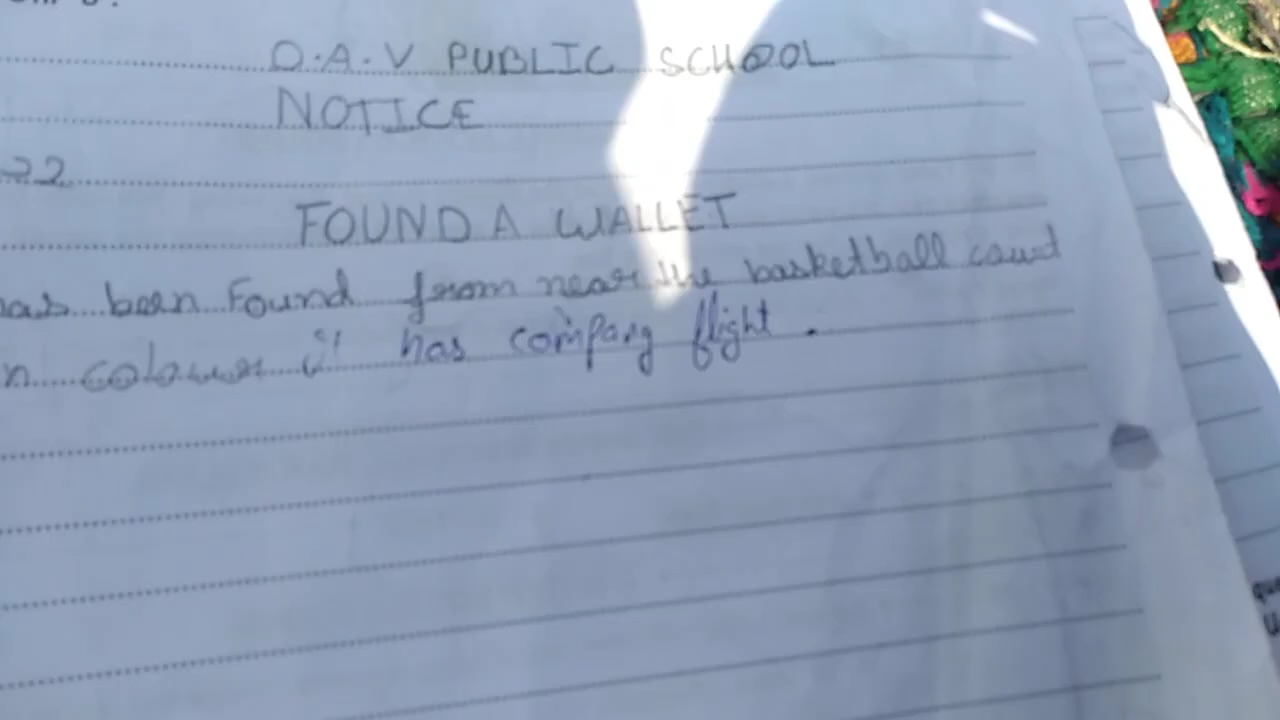 D.A.V PUBLIC SCHOOL
NOTICE
22
FOUND A WALLET
has been Found from near the basketball court
n colour it has company flight.